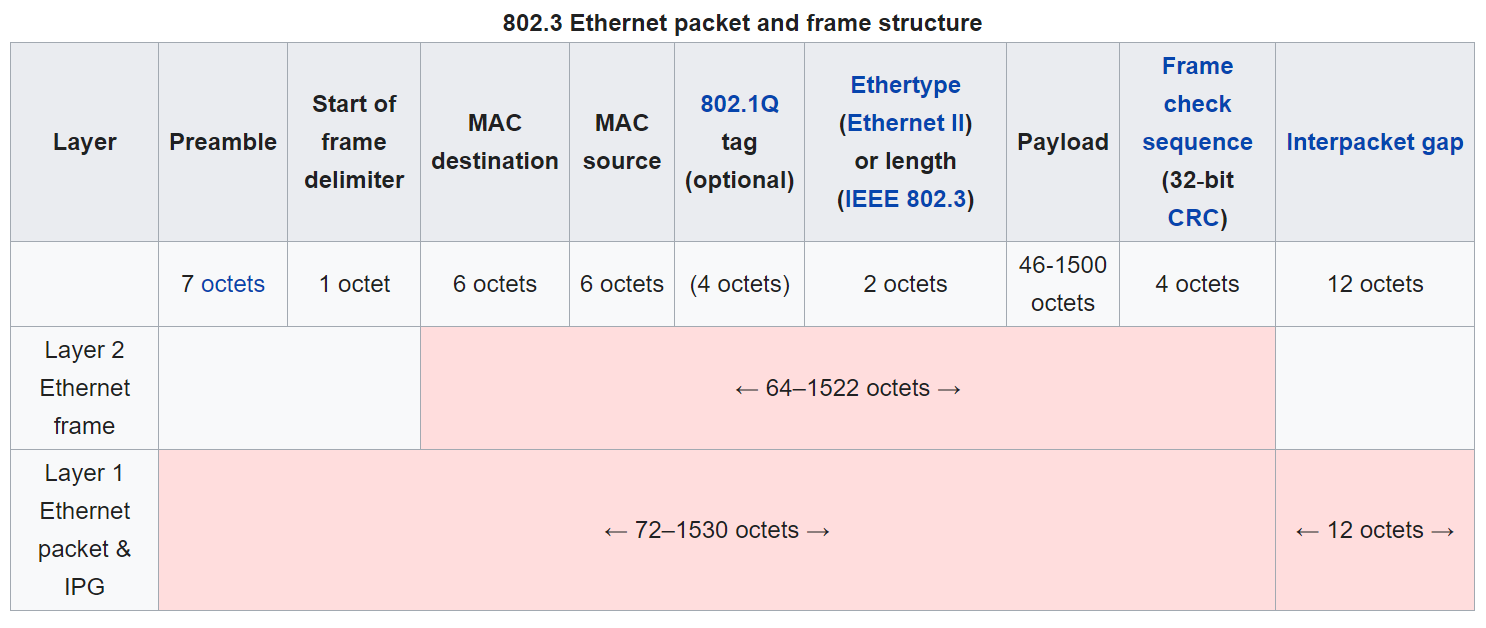 802.3 Ethernet packet and frame structure
Layer
Preamble
Start of
frame
delimiter
MAC
destination
MAC
source
802.1Q
tag
(optional)
Ethertype
(Ethernet II)
or length
(IEEE 802.3)
Payload
Frame
check
sequence
(32-bit
CRC)
Interpacket gap
7 octets
1 octet
6 octets
6 octets
(4 octets)
2 octets
46-1500
octets
4 octets
12 octets
Layer 2
Ethernet
frame
← 64–1522 octets →
Layer 1
Ethernet
packet &
IPG
← 72–1530 octets →
← 12 octets →